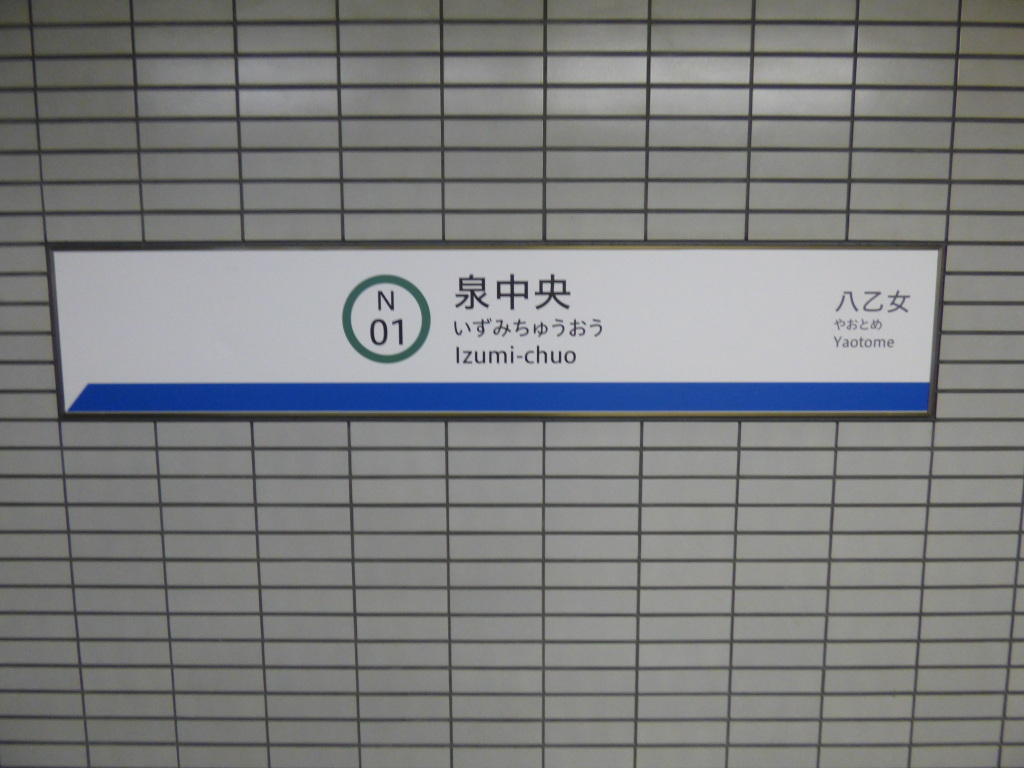 N
01
泉中央
いずみちゅうおう
Izumi-chuo
八乙女
やおとめ
Yaotome